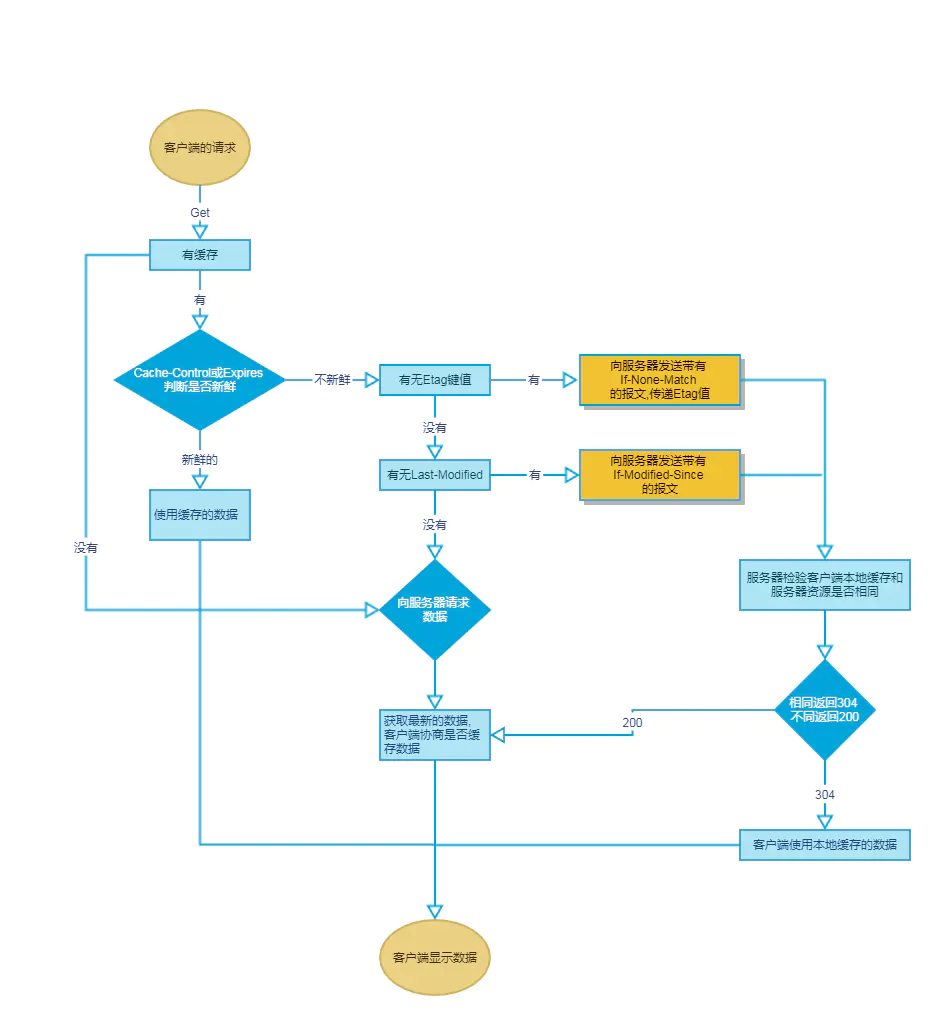 客户端的请求
Get
有缓存
有
Cache-Control或Expires
判断是否新鲜
不新鲜
有无Etag键值
有
向服务器发送带有
If-None-Match
的报文,传递Etag值
没有
新鲜的
有无Last-Modified
有
向服务器发送带有
If-Modified-Since
的报文
使用缓存的数据
没有
没有
服务器检验客户端本地缓存和
服务器资源是否相同
向服务器请求
数据
相同返回304
不同返回200
200
获取最新的数据,
客户端协商是否缓
存数据
304
客户端使用本地缓存的数据
客户端显示数据